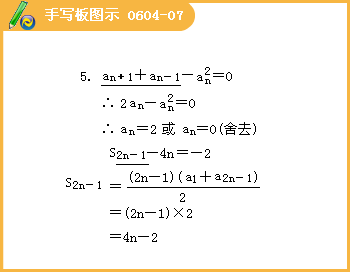 手写板图示 0604-07
5. aₙ₊₁＋aₙ₋₁－aₙ²＝0
∴ 2aₙ－aₙ²＝0
∴ aₙ＝2 或 aₙ＝0(舍去)
S₂ₙ₋₁－4n＝－2
S₂ₙ₋₁ ＝ (2n－1)(a₁＋a₂ₙ₋₁)
2
＝(2n－1)×2
＝4n－2